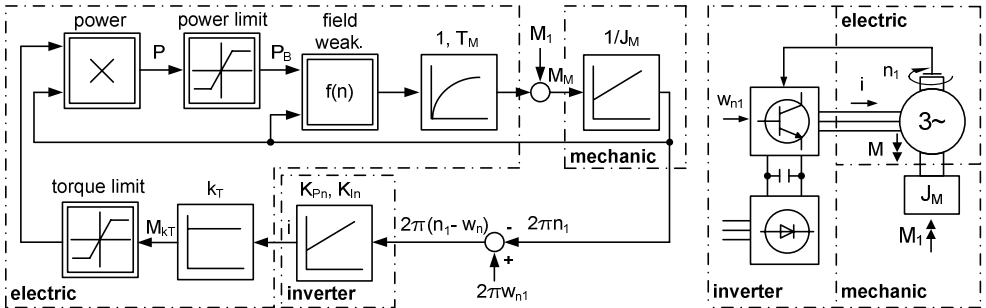 power
power limit
field
weak.
1, T_M
M_1
1/J_M
P
P_B
f(n)
M_M
mechanic
torque limit
k_T
K_Pn, K_In
M_kT
i
2π(n_1- w_n)
-
2πn_1
+
2πw_n1
electric
inverter
electric
n_1
w_n1
i
3~
M
J_M
M_1
inverter
mechanic